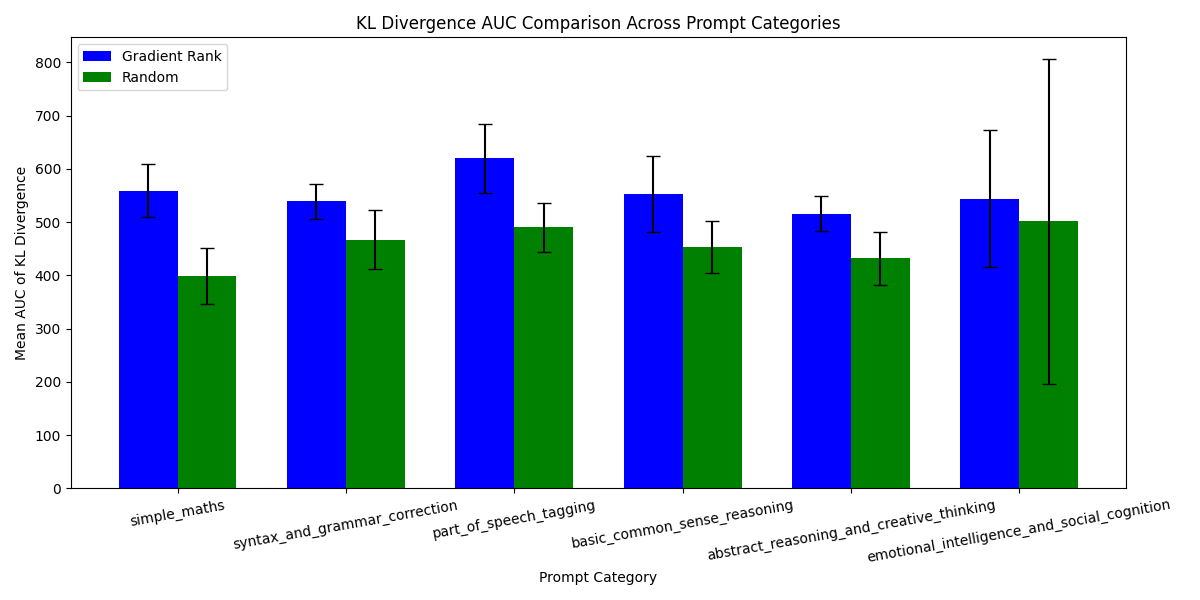 KL Divergence AUC Comparison Across Prompt Categories
Gradient Rank
Random
Mean AUC of KL Divergence
800
700
600
500
400
300
200
100
0
simple_maths
syntax_and_grammar_correction
part_of_speech_tagging
basic_common_sense_reasoning
abstract_reasoning_and_creative_thinking
emotional_intelligence_and_social_cognition
Prompt Category